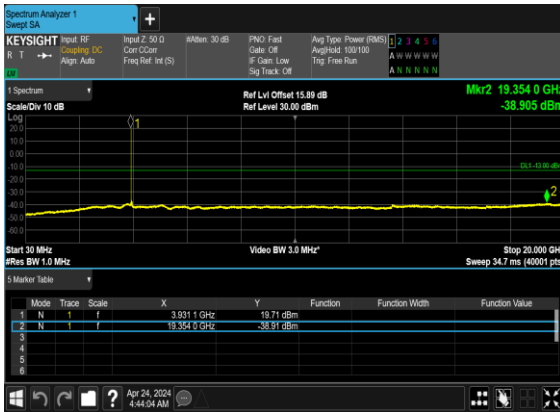 Spectrum Analyzer 1
Swept SA
KEYSIGHT
R T
LW
Input: RF
Coupling: DC
Align: Auto
Input Z: 50 Ω
Corr CCorr
Freq Ref: Int (S)
#Atten: 30 dB
PNO: Fast
Gate: Off
IF Gain: Low
Sig Track: Off
Avg Type: Power (RMS)
Avg|Hold: 100/100
Trig: Free Run
1 2 3 4 5 6
A W W W W W
A N N N N N
1 Spectrum
Scale/Div 10 dB
Ref Lvl Offset 15.89 dB
Ref Level 30.00 dBm
Mkr2 19.354 0 GHz
-38.905 dBm
Log
20.0
10.0
0.00
-10.0
-20.0
-30.0
-40.0
-50.0
-60.0
1
DL1 -13.00 dBm
2
Start 30 MHz
#Res BW 1.0 MHz
Video BW 3.0 MHz*
Stop 20.000 GHz
Sweep 34.7 ms (40001 pts)
5 Marker Table
Mode Trace Scale X Y Function Function Width Function Value
1 N 1 f 3.931 1 GHz 19.71 dBm
2 N 1 f 19.354 0 GHz -38.91 dBm
3
4
5
6
?
Apr 24, 2024
4:44:04 AM